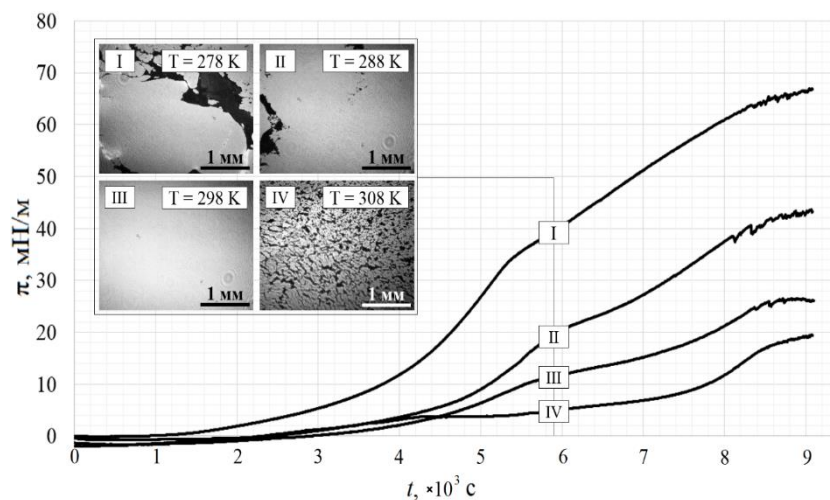 80
70
60
50
40
30
20
10
0
π, мН/м
I T = 278 K
1 мм
II T = 288 K
1 мм
III T = 298 K
1 мм
IV T = 308 K
1 мм
I
II
III
IV
0 1 2 3 4 5 6 7 8 9
t, ×10³ с